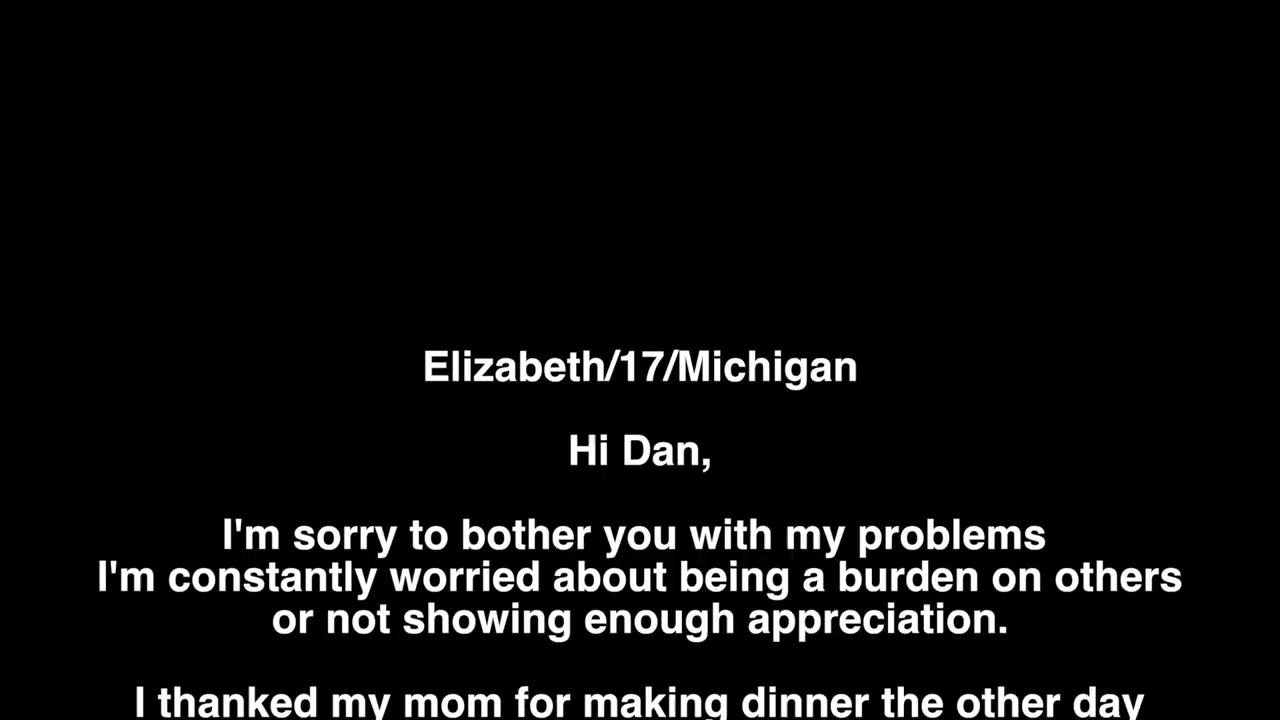 Elizabeth/17/Michigan
Hi Dan,
I'm sorry to bother you with my problems
I'm constantly worried about being a burden on others
or not showing enough appreciation.
I thanked my mom for making dinner the other day